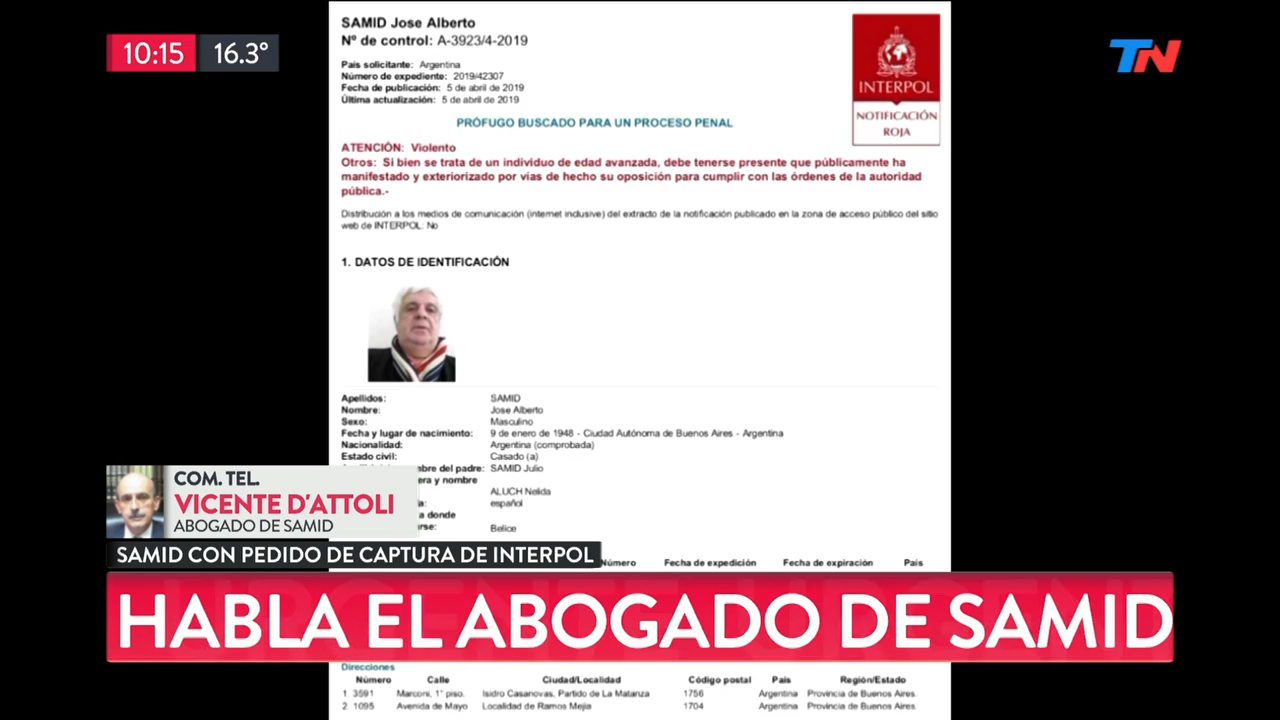 10:15 16.3°
TN
SAMID Jose Alberto
Nº de control: A-3923/4-2019
País solicitante: Argentina
Número de expediente: 2019/42307
Fecha de publicación: 5 de abril de 2019
Última actualización: 5 de abril de 2019
INTERPOL
NOTIFICACIÓN
ROJA
PRÓFUGO BUSCADO PARA UN PROCESO PENAL
ATENCIÓN: Violento
Otros: Si bien se trata de un individuo de edad avanzada, debe tenerse presente que públicamente ha
manifestado y exteriorizado por vías de hecho su oposición para cumplir con las órdenes de la autoridad
pública.-
Distribución a los medios de comunicación (internet inclusive) del extracto de la notificación publicado en la zona de acceso público del sitio
web de INTERPOL: No
1. DATOS DE IDENTIFICACIÓN
Apellidos: SAMID
Nombre: Jose Alberto
Sexo: Masculino
Fecha y lugar de nacimiento: 9 de enero de 1948 - Ciudad Autónoma de Buenos Aires - Argentina
Nacionalidad: Argentina (comprobada)
Estado civil: Casado (a)
bre del padre: SAMID Julio
era y nombre
ALUCH Nelida
a: español
a donde
rse: Belice
COM. TEL.
VICENTE D'ATTOLI
ABOGADO DE SAMID
SAMID CON PEDIDO DE CAPTURA DE INTERPOL
Número Fecha de expedición Fecha de expiración País
HABLA EL ABOGADO DE SAMID
Direcciones
Número Calle Ciudad/Localidad Código postal País Región/Estado
1 3591 Marconi, 1° piso. Isidro Casanovas, Partido de La Matanza 1756 Argentina Provincia de Buenos Aires.
2 1095 Avenida de Mayo Localidad de Ramos Mejia 1704 Argentina Provincia de Buenos Aires.